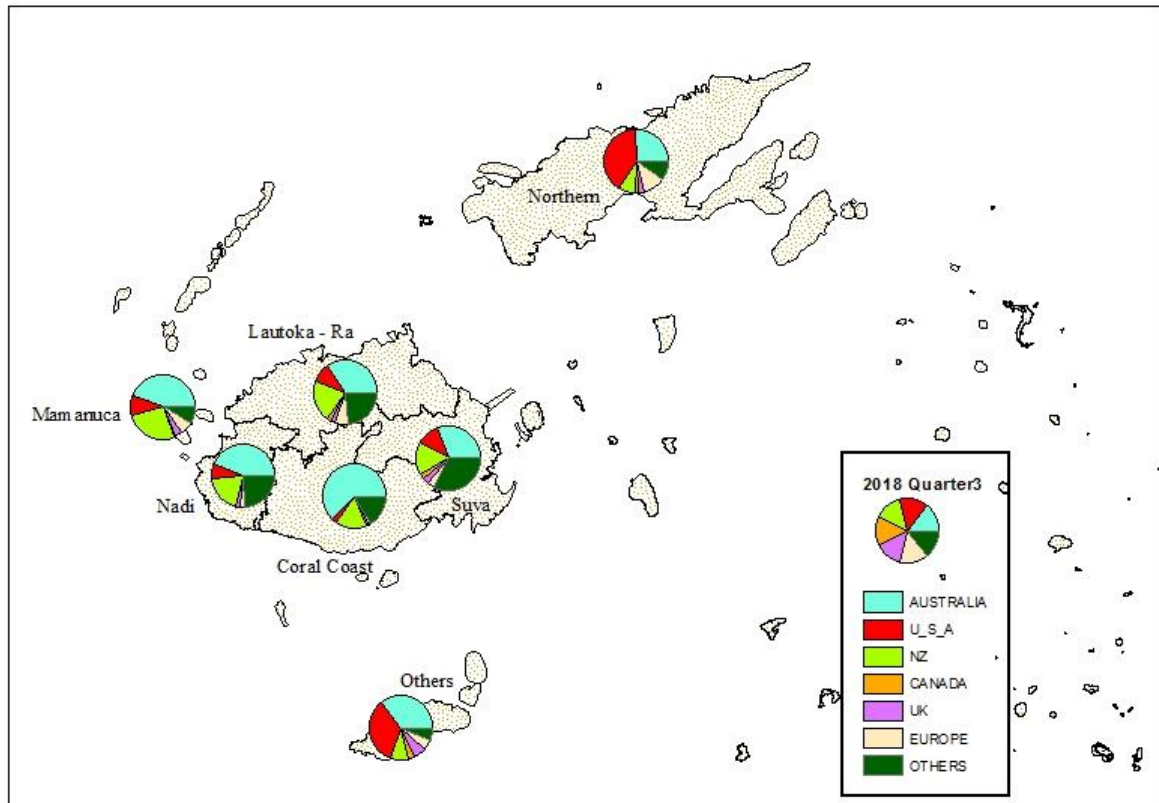 Northern
Lautoka - Ra
Mamanuca
Nadi
Suva
Coral Coast
Others
2018 Quarter3
AUSTRALIA
U_S_A
NZ
CANADA
UK
EUROPE
OTHERS